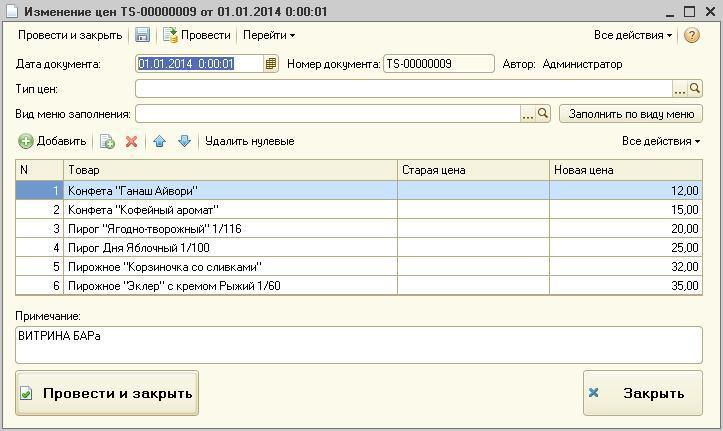 Изменение цен TS-00000009 от 01.01.2014 0:00:01
Провести и закрыть Провести Перейти Все действия ?
Дата документа: 01.01.2014 0:00:01 Номер документа: TS-00000009 Автор: Администратор
Тип цен: ...
Вид меню заполнения: ... Заполнить по виду меню
Добавить Удалить нулевые Все действия
N Товар Старая цена Новая цена
1 Конфета "Ганаш Айвори" 12,00
2 Конфета "Кофейный аромат" 15,00
3 Пирог "Ягодно-творожный" 1/116 20,00
4 Пирог Дня Яблочный 1/100 25,00
5 Пирожное "Корзиночка со сливками" 32,00
6 Пирожное "Эклер" с кремом Рыжий 1/60 35,00
Примечание:
ВИТРИНА БАРа
Провести и закрыть Закрыть